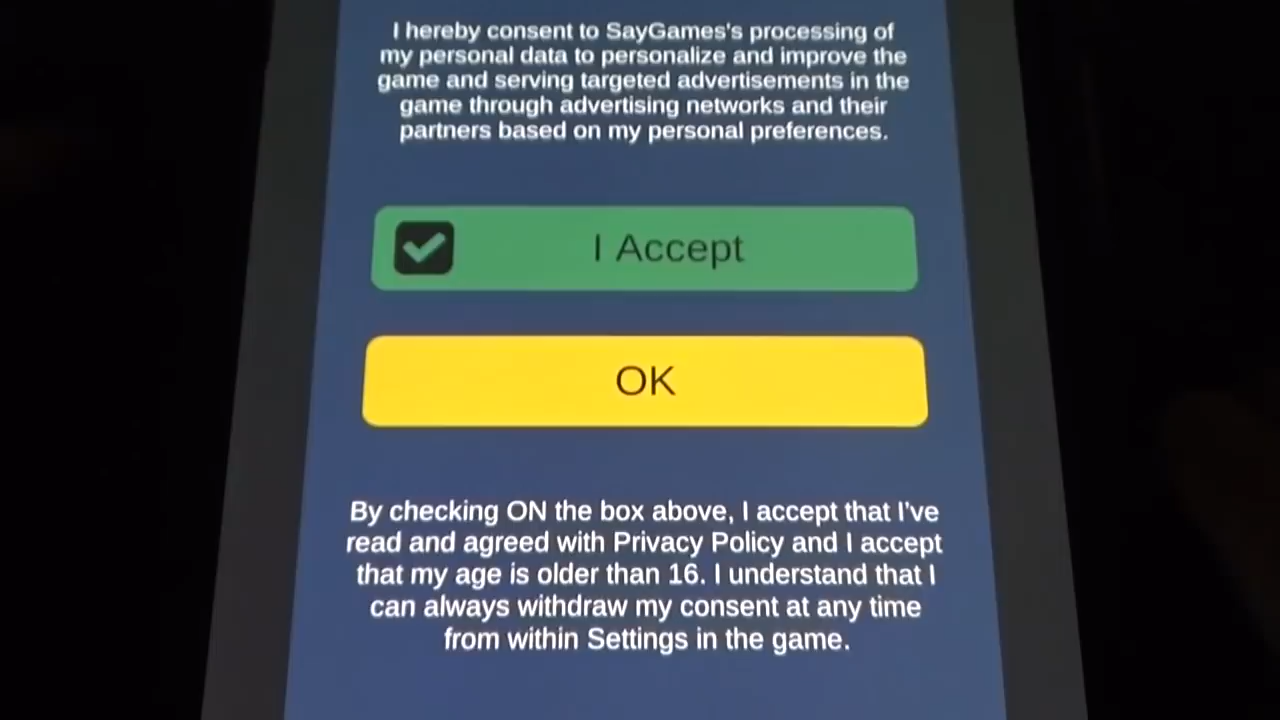 I hereby consent to SayGames's processing of
my personal data to personalize and improve the
game and serving targeted advertisements in the
game through advertising networks and their
partners based on my personal preferences.
I Accept
OK
By checking ON the box above, I accept that I've
read and agreed with Privacy Policy and I accept
that my age is older than 16. I understand that I
can always withdraw my consent at any time
from within Settings in the game.